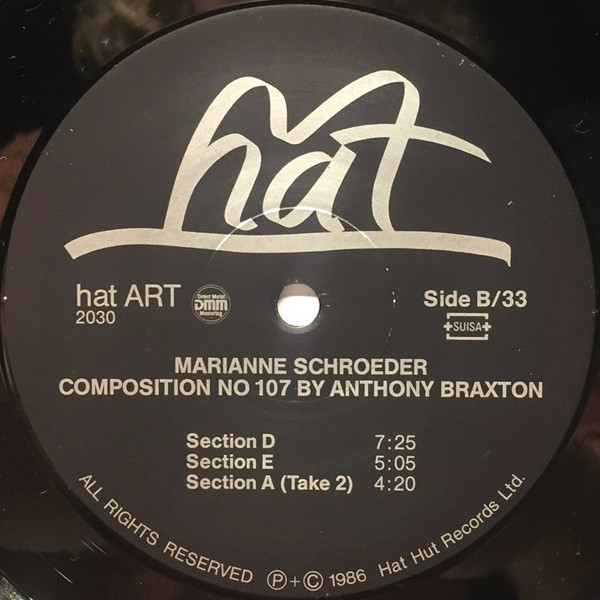 hat
hat ART
2030
Direct Metal
DMM
Mastering
Side B/33
SUISA
MARIANNE SCHROEDER
COMPOSITION NO 107 BY ANTHONY BRAXTON
Section D 7:25
Section E 5:05
Section A (Take 2) 4:20
ALL RIGHTS RESERVED Ⓟ+© 1986 Hat Hut Records Ltd.